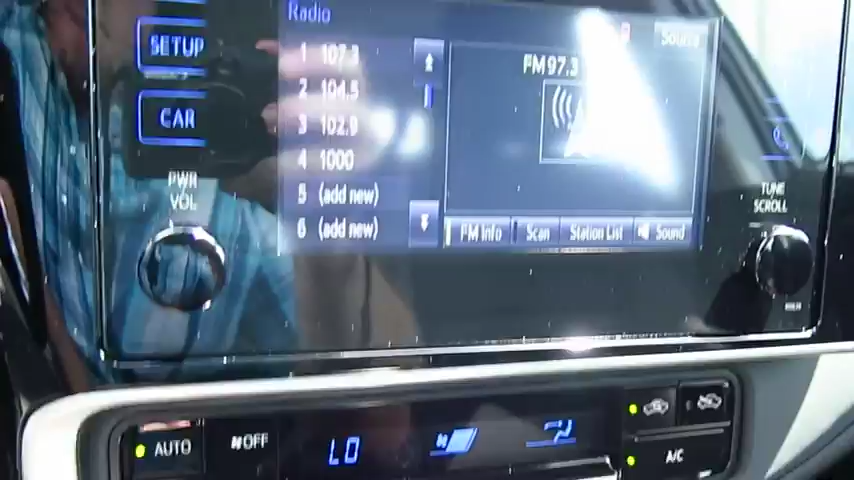 Radio
Source
SETUP
1 107.3
FM 97.3
2 104.5
CAR
3 102.9
4 1000
PWR
VOL
5 (add new)
TUNE
SCROLL
6 (add new)
FM Info
Scan
Station List
Sound
AUTO
OFF
LO
A/C